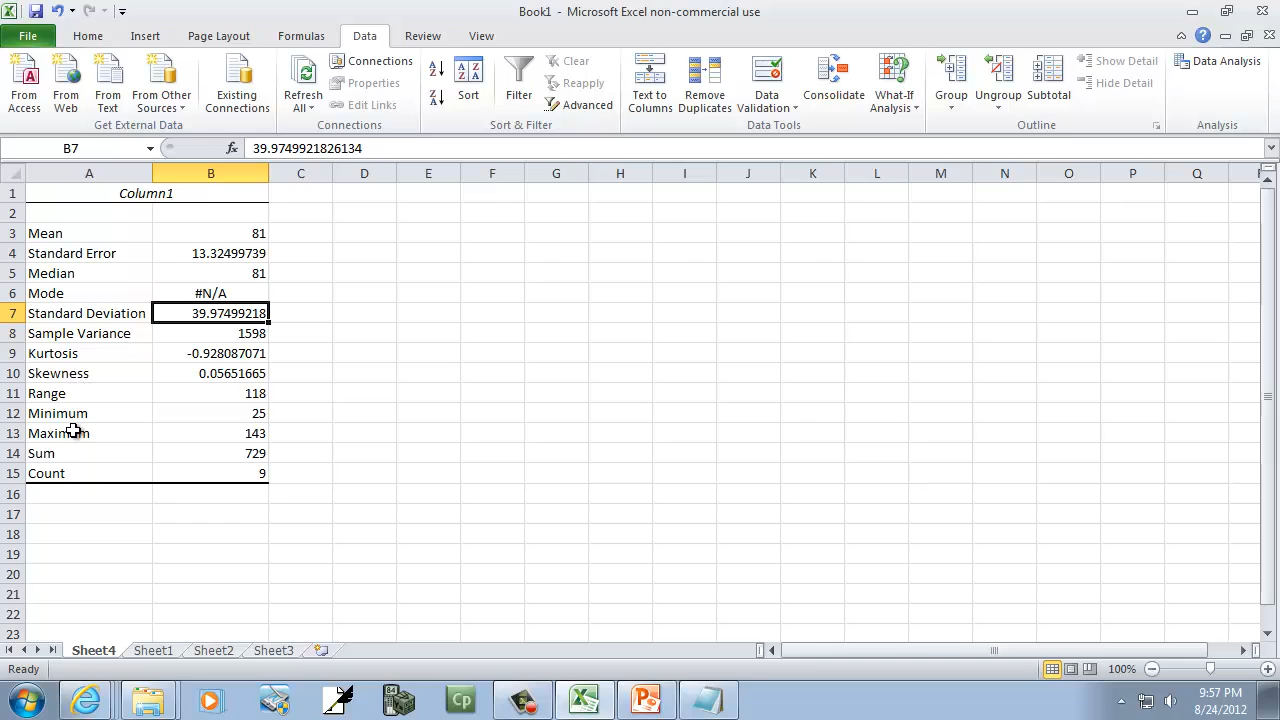 Book1 - Microsoft Excel non-commercial use
File Home Insert Page Layout Formulas Data Review View
From Access
From Web
From Text
From Other Sources
Existing Connections
Get External Data
Refresh All
Connections
Properties
Edit Links
Connections
Sort
Filter
Clear
Reapply
Advanced
Sort & Filter
Text to Columns
Remove Duplicates
Data Validation
Consolidate
What-If Analysis
Data Tools
Group
Ungroup
Subtotal
Show Detail
Hide Detail
Outline
Data Analysis
Analysis
B7 fx 39.9749921826134
A B C D E F G H I J K L M N O P Q
1 Column1
2
3 Mean 81
4 Standard Error 13.32499739
5 Median 81
6 Mode #N/A
7 Standard Deviation 39.97499218
8 Sample Variance 1598
9 Kurtosis -0.928087071
10 Skewness 0.05651665
11 Range 118
12 Minimum 25
13 Maximum 143
14 Sum 729
15 Count 9
16
17
18
19
20
21
22
23
Sheet4 Sheet1 Sheet2 Sheet3
Ready 100%
Cp
9:57 PM
8/24/2012